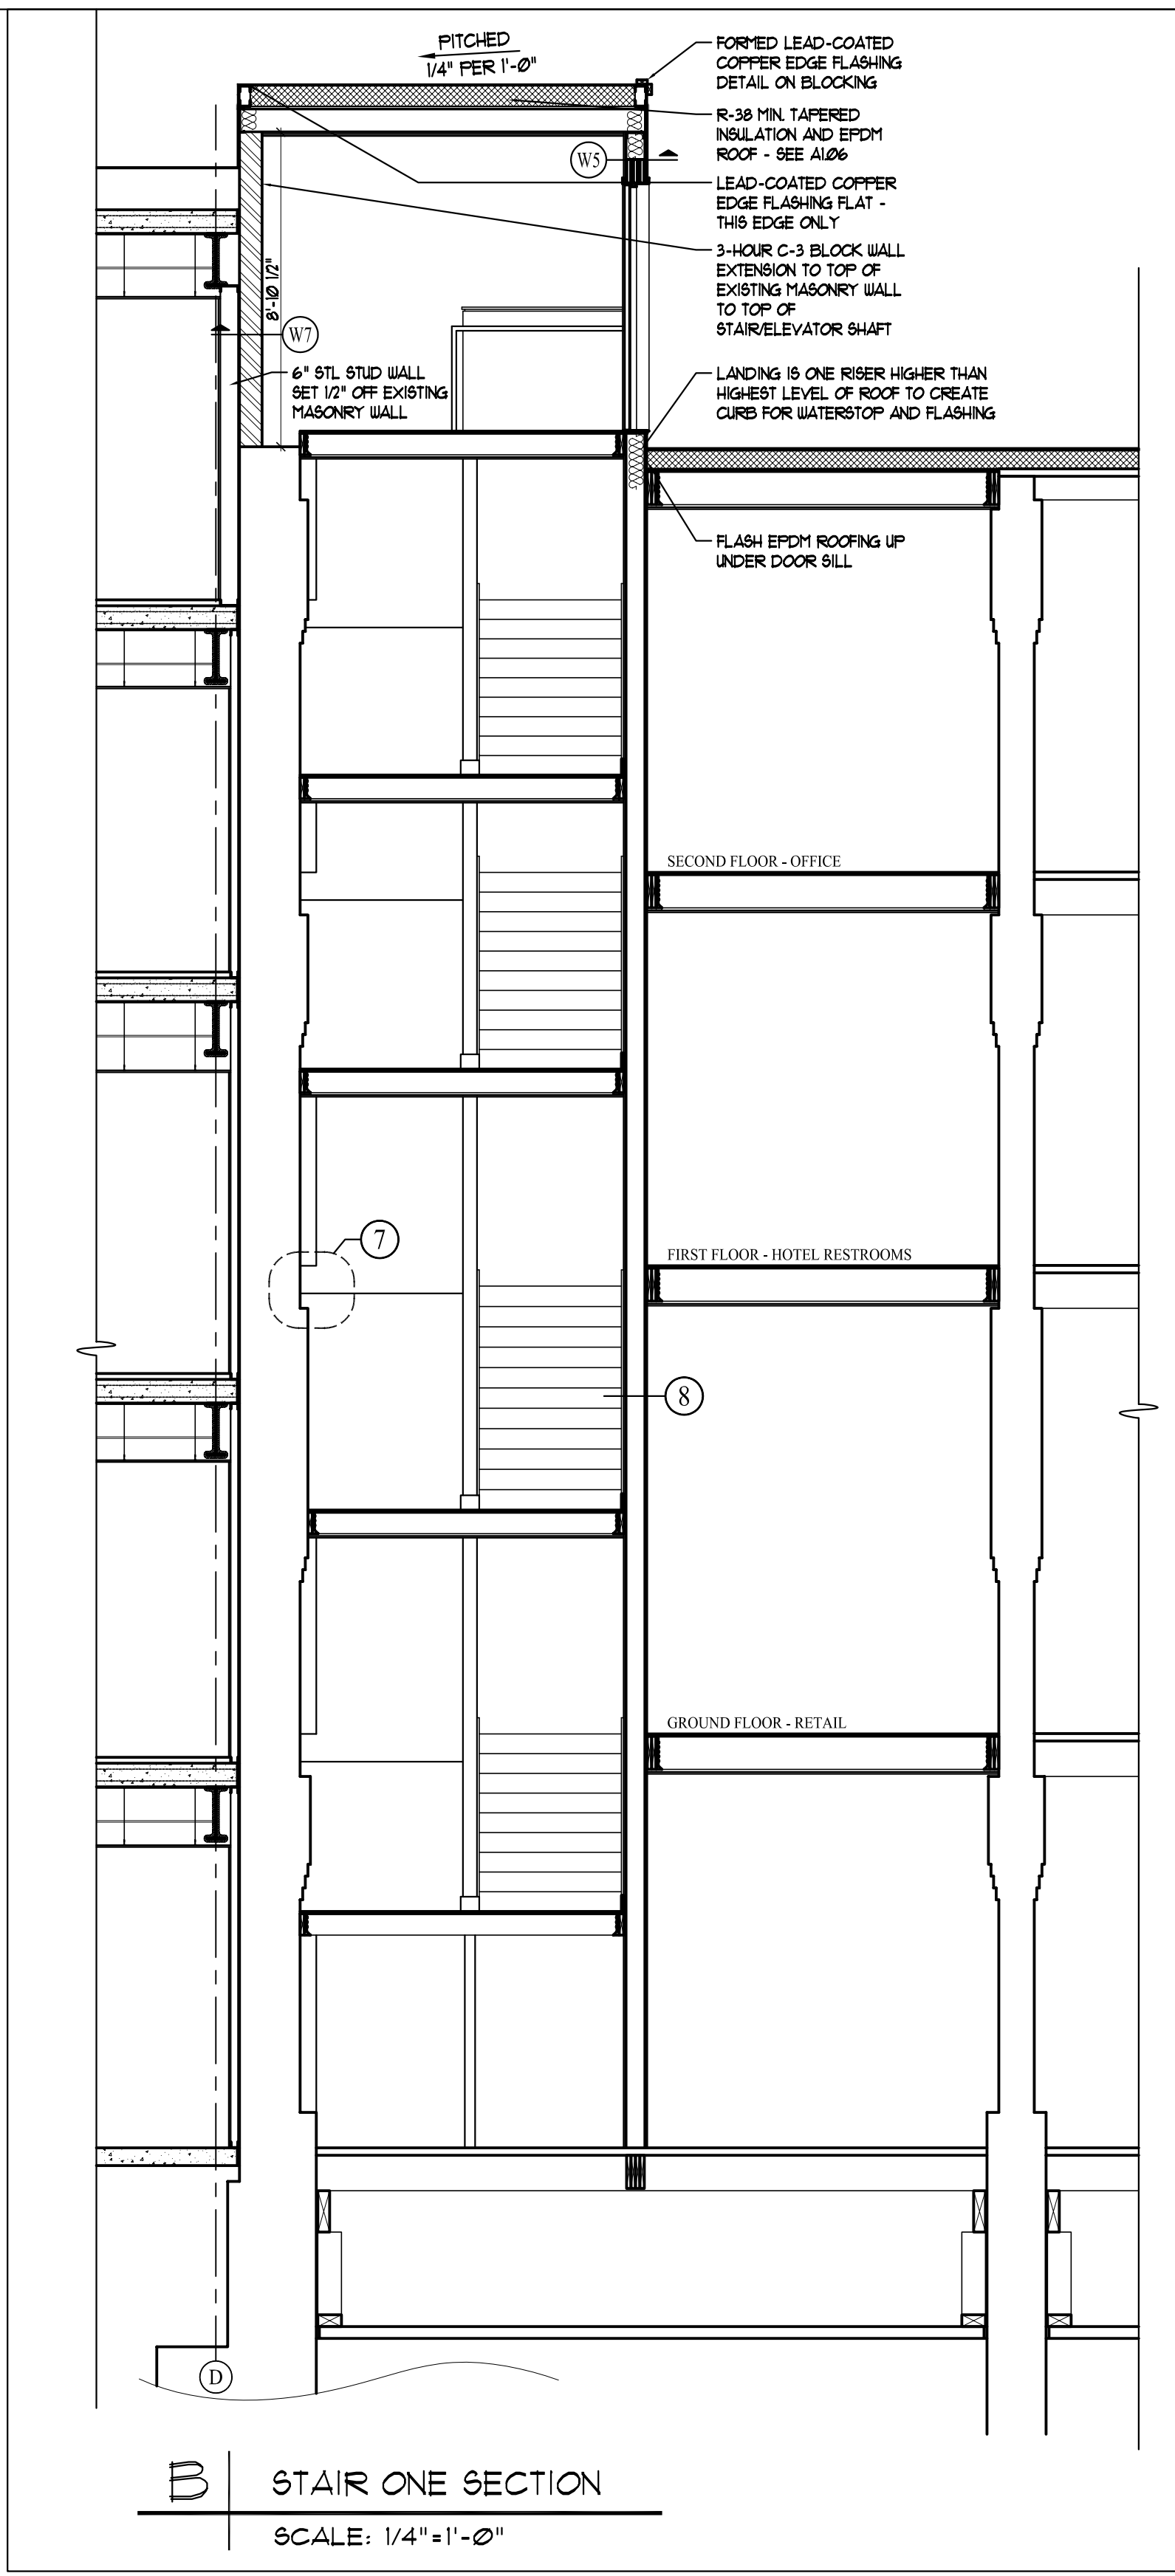 PITCHED
1/4" PER 1'-0"
FORMED LEAD-COATED
COPPER EDGE FLASHING
DETAIL ON BLOCKING
R-38 MIN. TAPERED
INSULATION AND EPDM
ROOF - SEE A1.06
W5
LEAD-COATED COPPER
EDGE FLASHING FLAT -
THIS EDGE ONLY
3-HOUR C-3 BLOCK WALL
EXTENSION TO TOP OF
EXISTING MASONRY WALL
TO TOP OF
STAIR/ELEVATOR SHAFT
8'-10 1/2"
W7
6" STL STUD WALL
SET 1/2" OFF EXISTING
MASONRY WALL
LANDING IS ONE RISER HIGHER THAN
HIGHEST LEVEL OF ROOF TO CREATE
CURB FOR WATERSTOP AND FLASHING
FLASH EPDM ROOFING UP
UNDER DOOR SILL
SECOND FLOOR - OFFICE
7
FIRST FLOOR - HOTEL RESTROOMS
8
GROUND FLOOR - RETAIL
D
B
STAIR ONE SECTION
SCALE: 1/4"=1'-0"